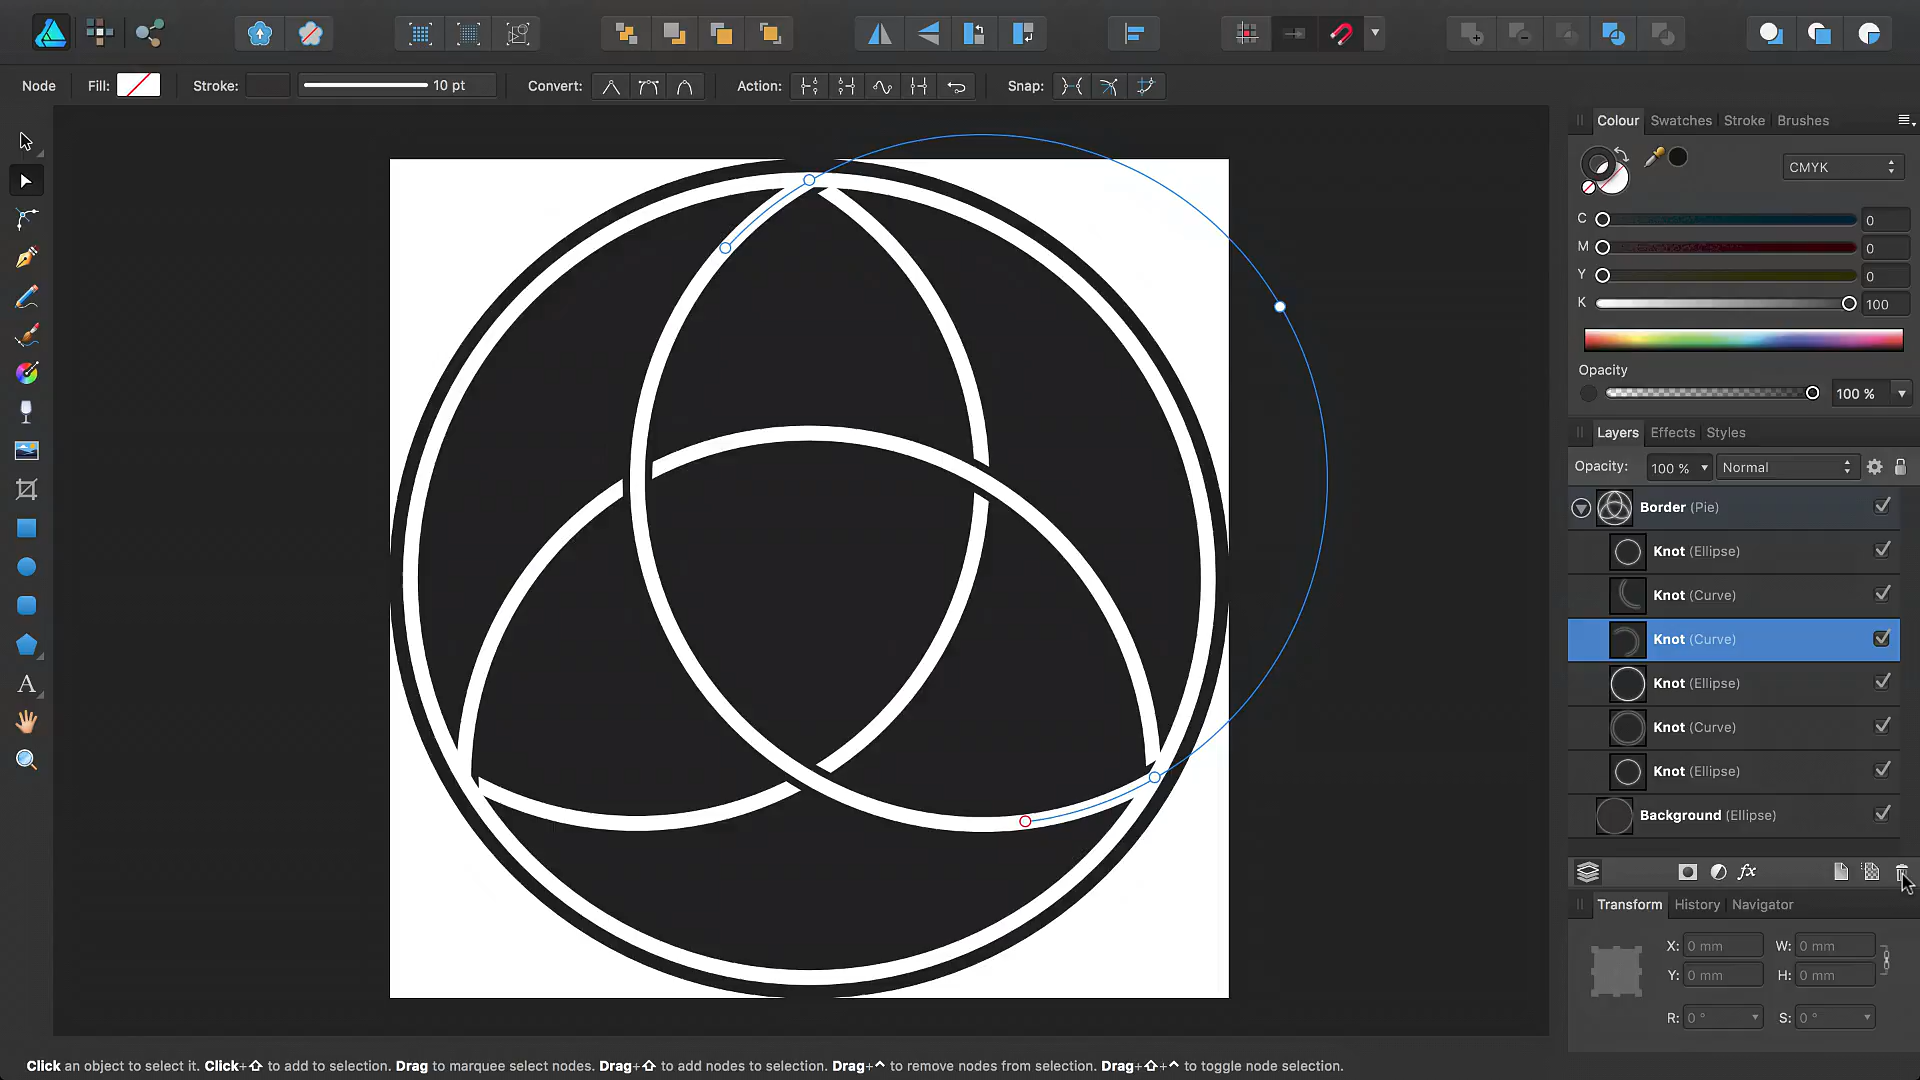 Node Fill: Stroke: 10 pt Convert: Action: Snap:
Colour Swatches Stroke Brushes
CMYK
C 0
M 0
Y 0
K 100
Opacity
100 %
Layers Effects Styles
Opacity: 100 % Normal
Border (Pie)
Knot (Ellipse)
Knot (Curve)
Knot (Curve)
Knot (Ellipse)
Knot (Curve)
Knot (Ellipse)
Background (Ellipse)
fx
Transform History Navigator
X: 0 mm W: 0 mm
Y: 0 mm H: 0 mm
R: 0 ° S: 0 °
A
Click an object to select it. Click+⇧ to add to selection. Drag to marquee select nodes. Drag+⇧ to add nodes to selection. Drag+^ to remove nodes from selection. Drag+⇧+^ to toggle node selection.